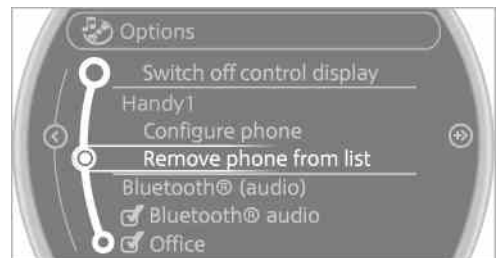 Options
Switch off control display
Handy1
Configure phone
Remove phone from list
Bluetooth® (audio)
Bluetooth® audio
Office